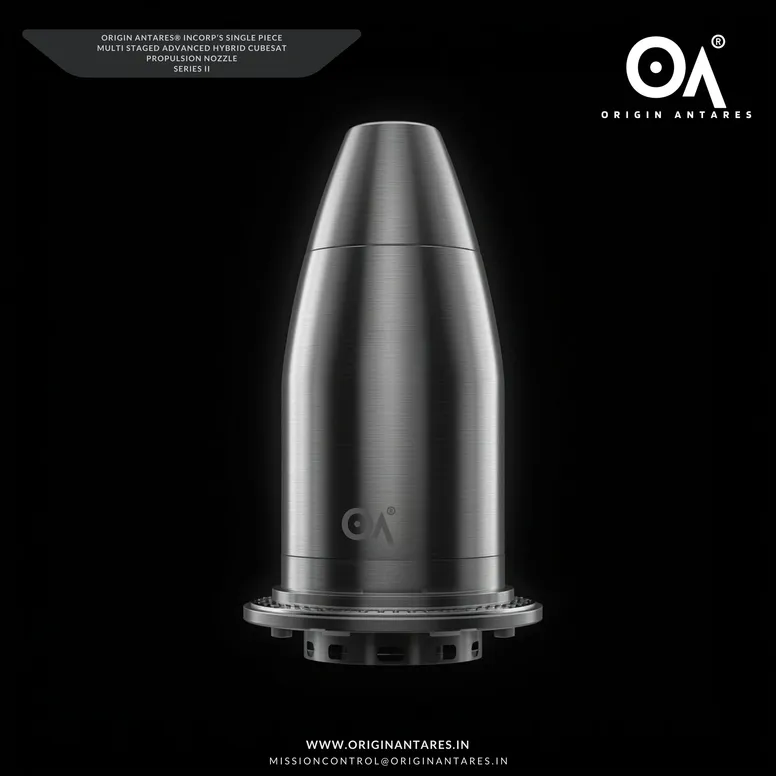 ORIGIN ANTARES® INCORP'S SINGLE PIECE
MULTI STAGED ADVANCED HYBRID CUBESAT
PROPULSION NOZZLE
SERIES II
OA®
ORIGIN ANTARES
OA®
WWW.ORIGINANTARES.IN
MISSIONCONTROL@ORIGINANTARES.IN